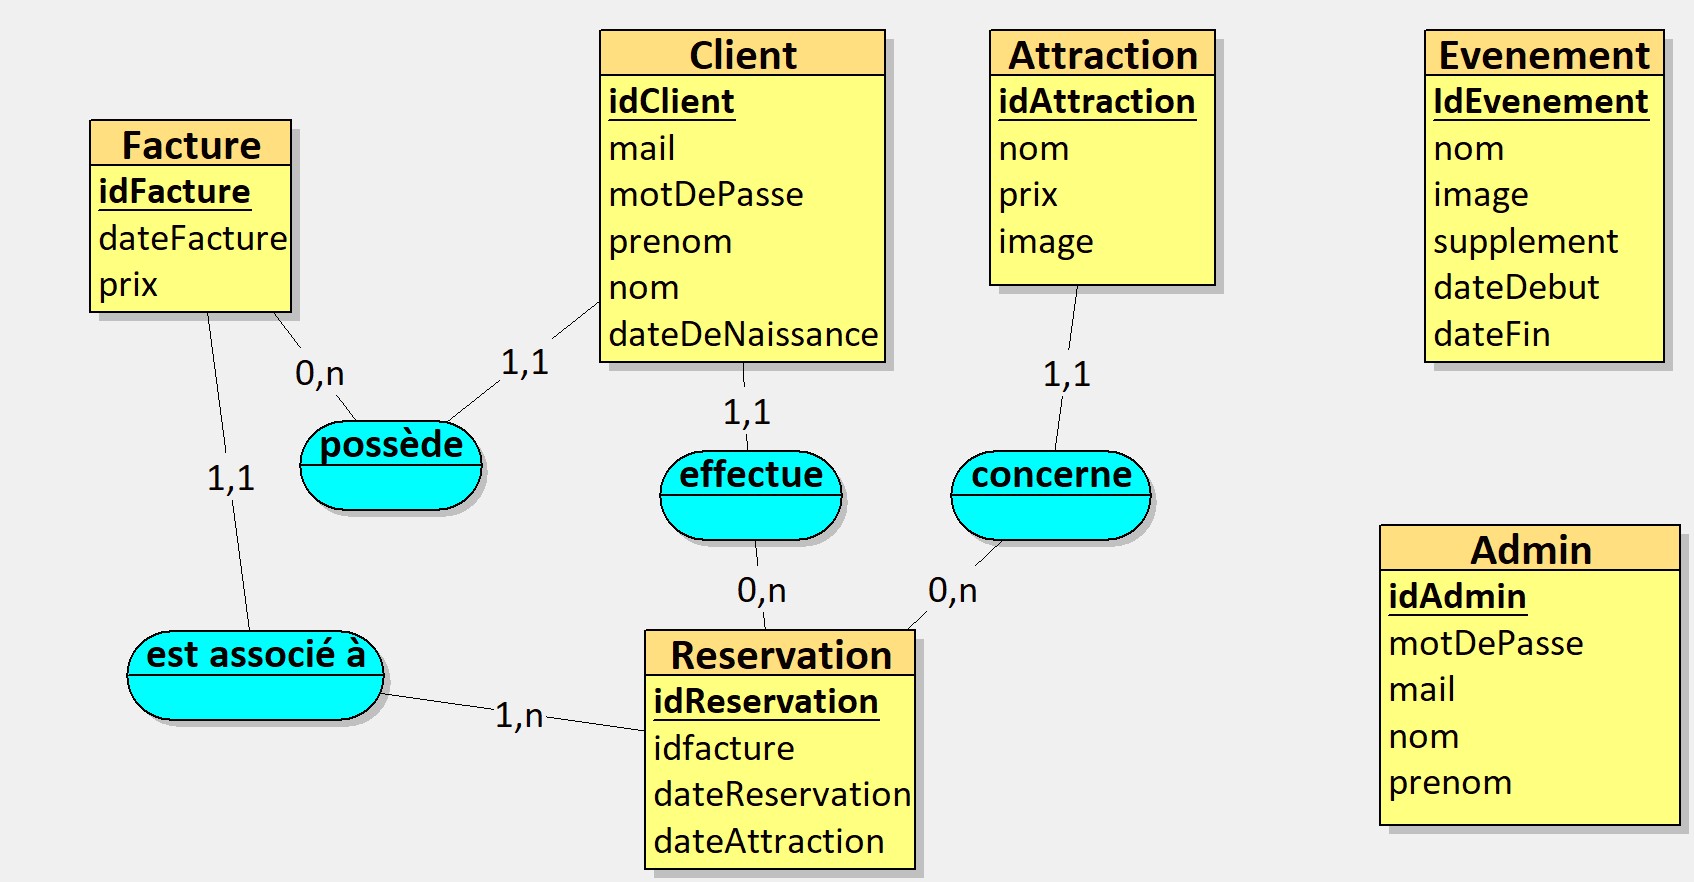 Facture
idFacture
dateFacture
prix
Client
idClient
mail
motDePasse
prenom
nom
dateDeNaissance
Attraction
idAttraction
nom
prix
image
Evenement
IdEvenement
nom
image
supplement
dateDebut
dateFin
0,n
1,1
1,1
1,1
1,1
possède
effectue
concerne
0,n
0,n
est associé à
1,n
Reservation
idReservation
idfacture
dateReservation
dateAttraction
Admin
idAdmin
motDePasse
mail
nom
prenom